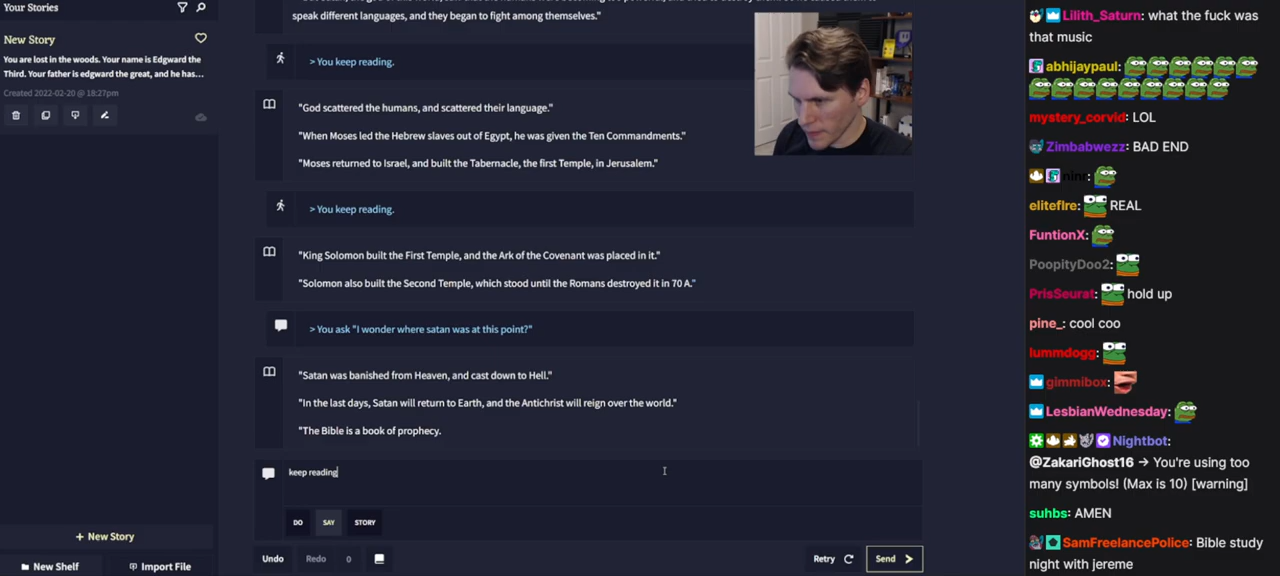 Your Stories
New Story
You are lost in the woods. Your name is Edgward the
Third. Your father is edgward the great, and he has...
Created 2022-02-20 @ 18:27pm
+ New Story
New Shelf
Import File
speak different languages, and they began to fight among themselves."
> You keep reading.
"God scattered the humans, and scattered their language."
"When Moses led the Hebrew slaves out of Egypt, he was given the Ten Commandments."
"Moses returned to Israel, and built the Tabernacle, the first Temple, in Jerusalem."
> You keep reading.
"King Solomon built the First Temple, and the Ark of the Covenant was placed in it."
"Solomon also built the Second Temple, which stood until the Romans destroyed it in 70 A."
> You ask "I wonder where satan was at this point?"
"Satan was banished from Heaven, and cast down to Hell."
"In the last days, Satan will return to Earth, and the Antichrist will reign over the world."
"The Bible is a book of prophecy.
keep reading
DO
SAY
STORY
Undo
Redo
0
Retry
Send
Lilith_Saturn: what the fuck was
that music
abhijaypaul:
mystery_corvid: LOL
Zimbabwezz: BAD END
eliteflre: REAL
FuntionX:
PoopityDoo2:
PrisSeurat: hold up
pine_: cool coo
lummdogg:
gimmibox:
LesbianWednesday:
Nightbot:
@ZakariGhost16 → You're using too
many symbols! (Max is 10) [warning]
suhbs: AMEN
SamFreelancePolice: Bible study
night with jereme